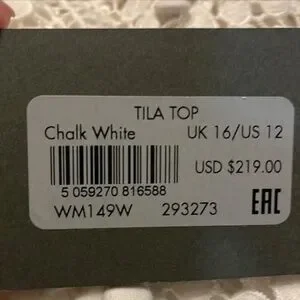 TILA TOP
Chalk White UK 16/US 12
USD $219.00
5 059270 816588
WM149W 293273 EAC